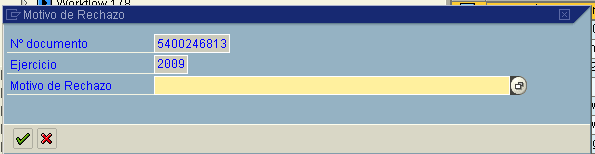 Workflow 178
Motivo de Rechazo
Nº documento 5400246813
Ejercicio 2009
Motivo de Rechazo